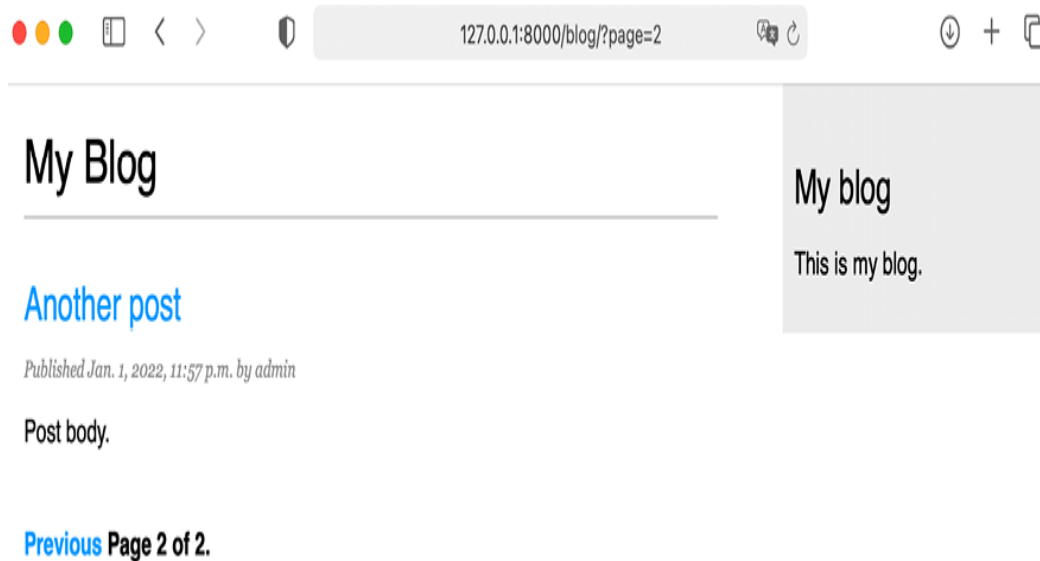 127.0.0.1:8000/blog/?page=2
My Blog
Another post
Published Jan. 1, 2022, 11:57 p.m. by admin
Post body.
Previous Page 2 of 2.
My blog
This is my blog.